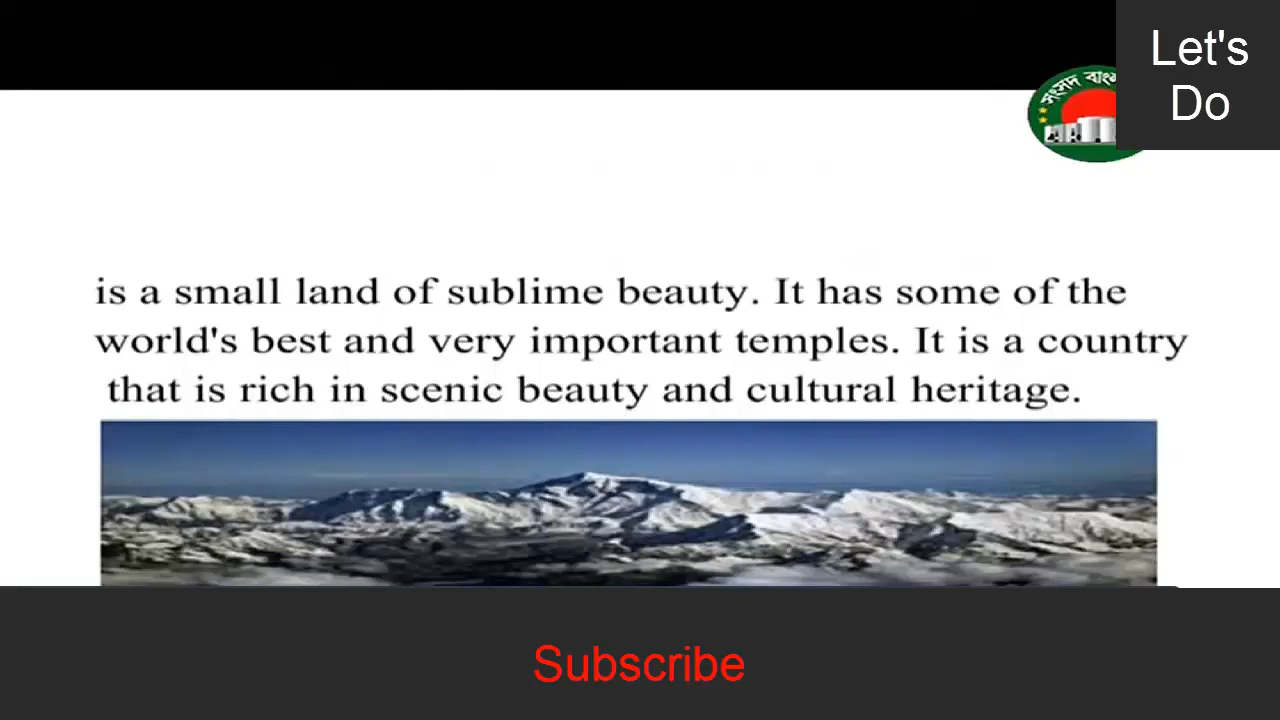 Let's
Do
সংসদ
is a small land of sublime beauty. It has some of the
world's best and very important temples. It is a country
that is rich in scenic beauty and cultural heritage.
Subscribe